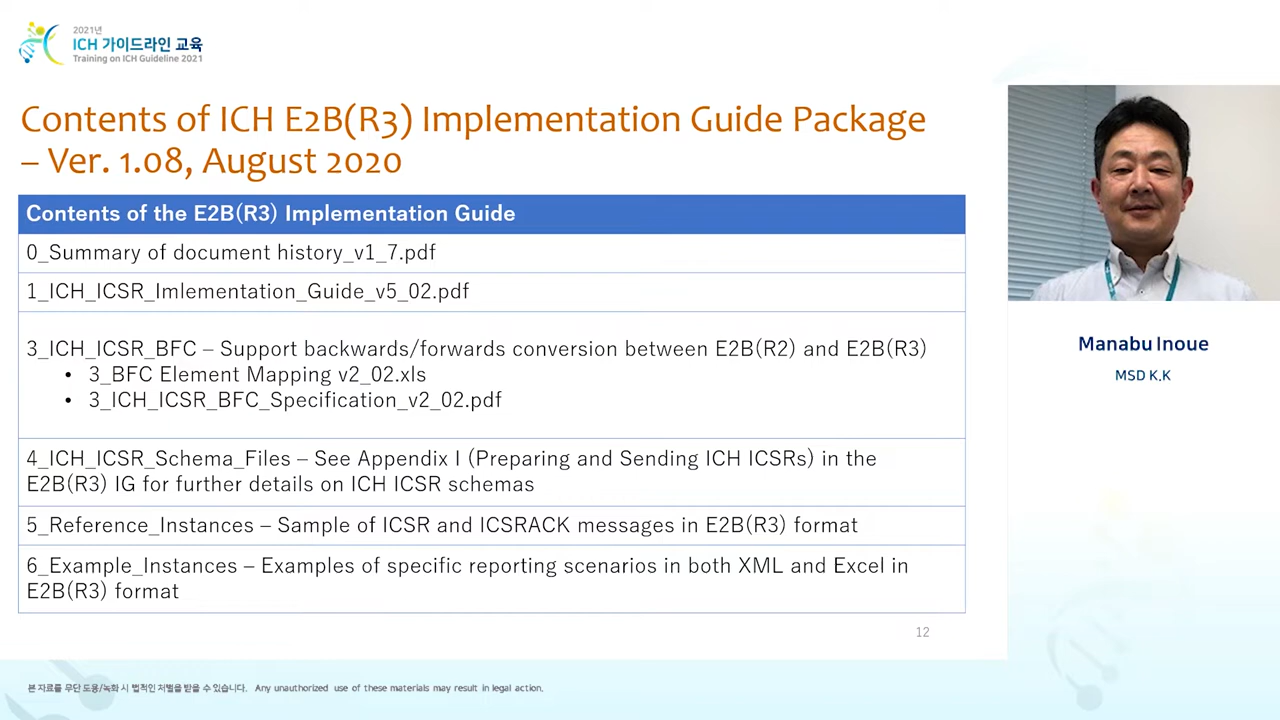 2021년
ICH 가이드라인 교육
Training on ICH Guideline 2021
Contents of ICH E2B(R3) Implementation Guide Package
– Ver. 1.08, August 2020
Contents of the E2B(R3) Implementation Guide
0_Summary of document history_v1_7.pdf
1_ICH_ICSR_Imlementation_Guide_v5_02.pdf
3_ICH_ICSR_BFC – Support backwards/forwards conversion between E2B(R2) and E2B(R3)
• 3_BFC Element Mapping v2_02.xls
• 3_ICH_ICSR_BFC_Specification_v2_02.pdf
4_ICH_ICSR_Schema_Files – See Appendix I (Preparing and Sending ICH ICSRs) in the
E2B(R3) IG for further details on ICH ICSR schemas
5_Reference_Instances – Sample of ICSR and ICSRACK messages in E2B(R3) format
6_Example_Instances – Examples of specific reporting scenarios in both XML and Excel in
E2B(R3) format
12
Manabu Inoue
MSD K.K
본 자료를 무단 도용/녹화 시 법적인 처벌을 받을 수 있습니다. Any unauthorized use of these materials may result in legal action.